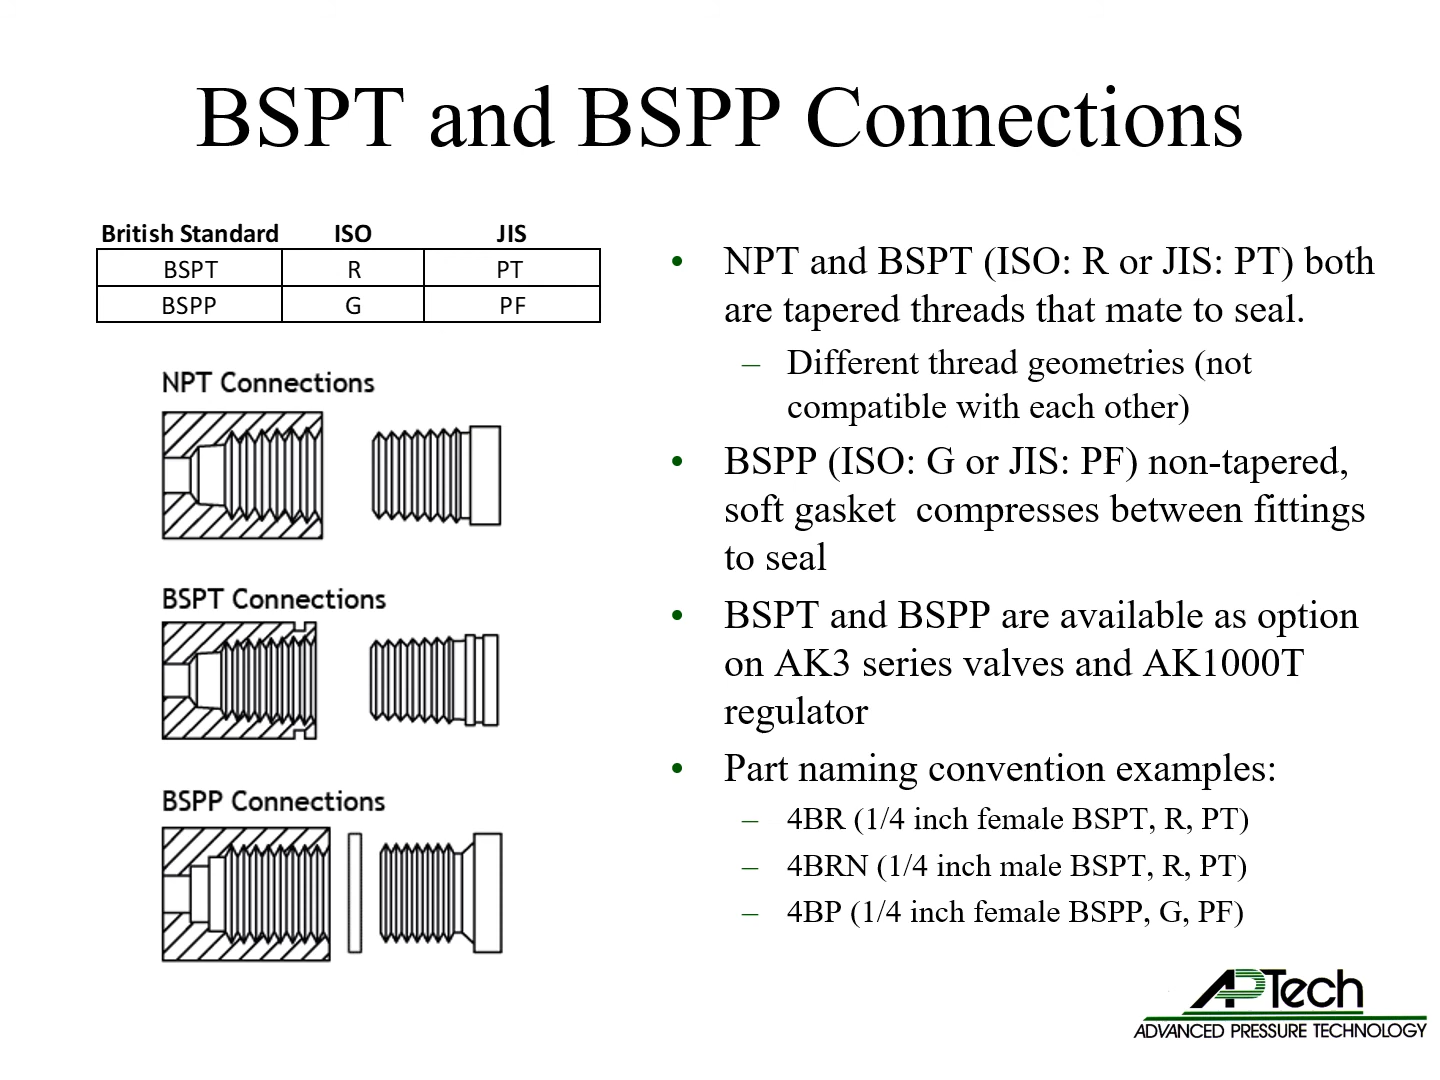 BSPT and BSPP Connections
British Standard ISO JIS
BSPT R PT
BSPP G PF
NPT Connections
BSPT Connections
BSPP Connections
• NPT and BSPT (ISO: R or JIS: PT) both
are tapered threads that mate to seal.
– Different thread geometries (not
compatible with each other)
• BSPP (ISO: G or JIS: PF) non-tapered,
soft gasket  compresses between fittings
to seal
• BSPT and BSPP are available as option
on AK3 series valves and AK1000T
regulator
• Part naming convention examples:
– 4BR (1/4 inch female BSPT, R, PT)
– 4BRN (1/4 inch male BSPT, R, PT)
– 4BP (1/4 inch female BSPP, G, PF)
APTech
ADVANCED PRESSURE TECHNOLOGY